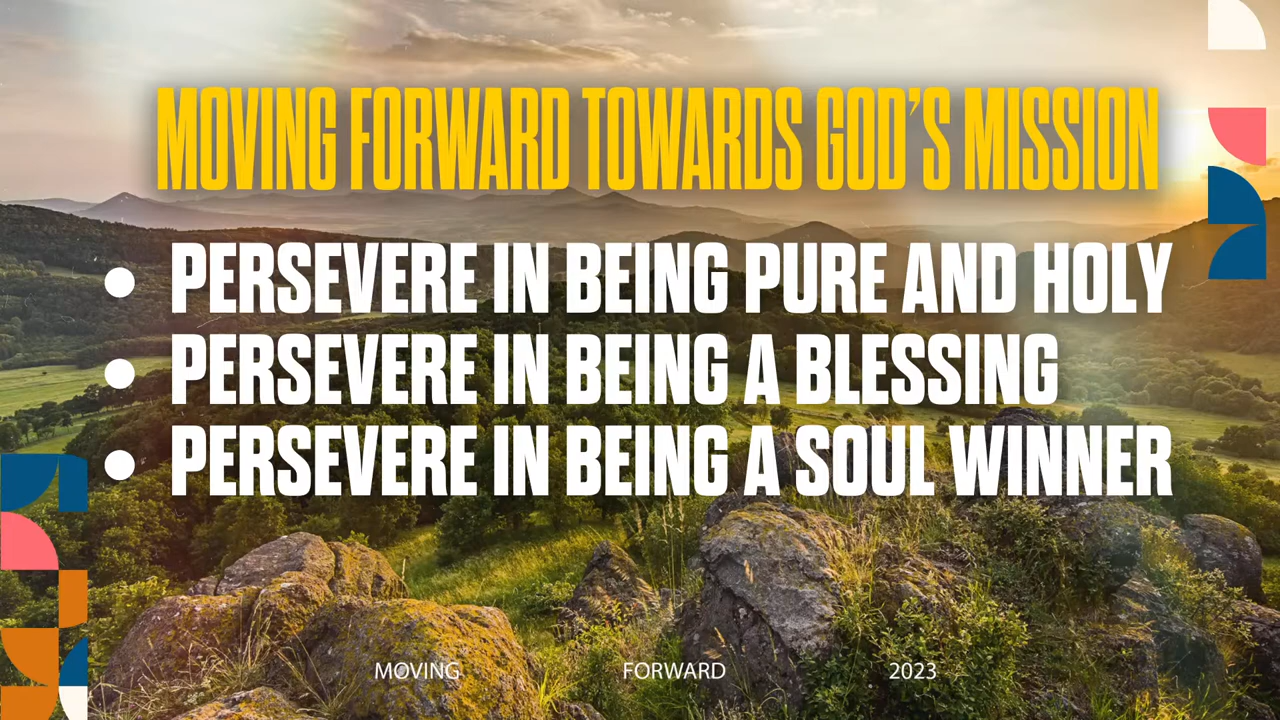 MOVING FORWARD TOWARDS GOD'S MISSION
• PERSEVERE IN BEING PURE AND HOLY
• PERSEVERE IN BEING A BLESSING
• PERSEVERE IN BEING A SOUL WINNER
MOVING FORWARD 2023